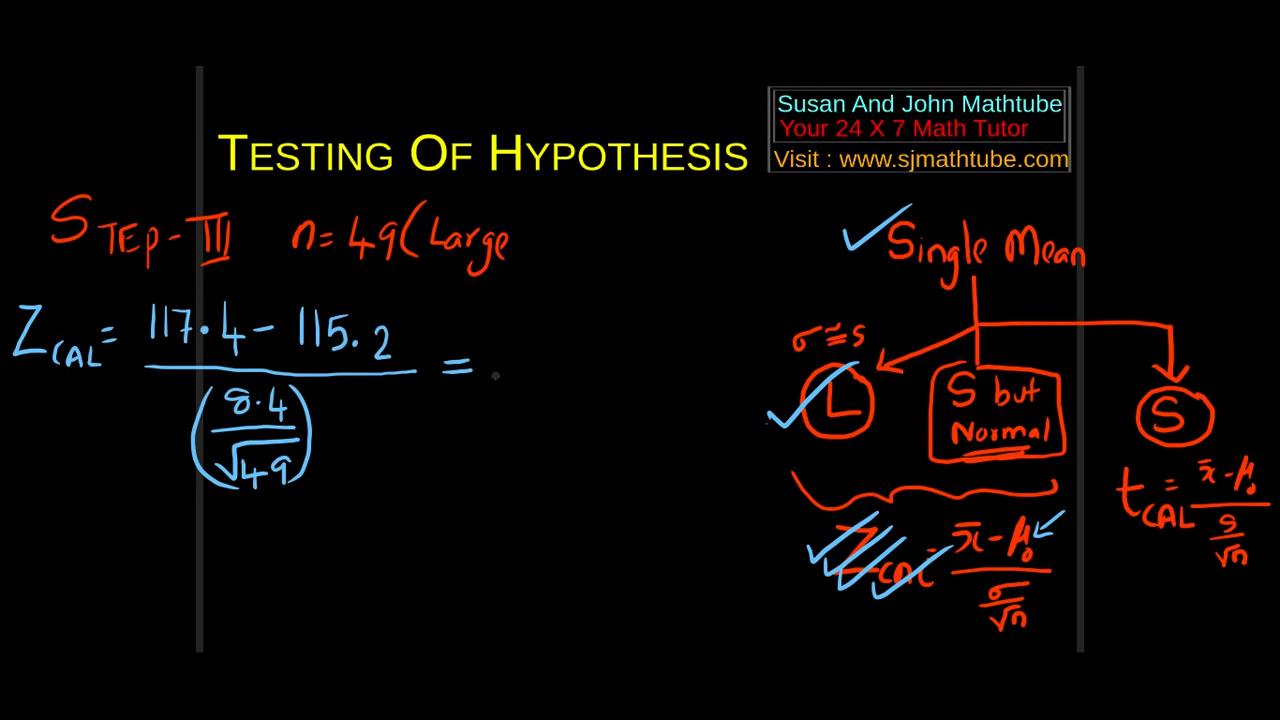 Susan And John Mathtube
Your 24 X 7 Math Tutor
Visit : www.sjmathtube.com
TESTING OF HYPOTHESIS
STEp-III n=49(Large
Z_CAL = (117.4 - 115.2) / (8.4/√49) =
Single Mean
σ≅s
L
S but
Normal
S
Z_CAL = (x̄ - μ₀) / (σ/√n)
t_CAL = (x̄ - μ₀) / (s/√n)